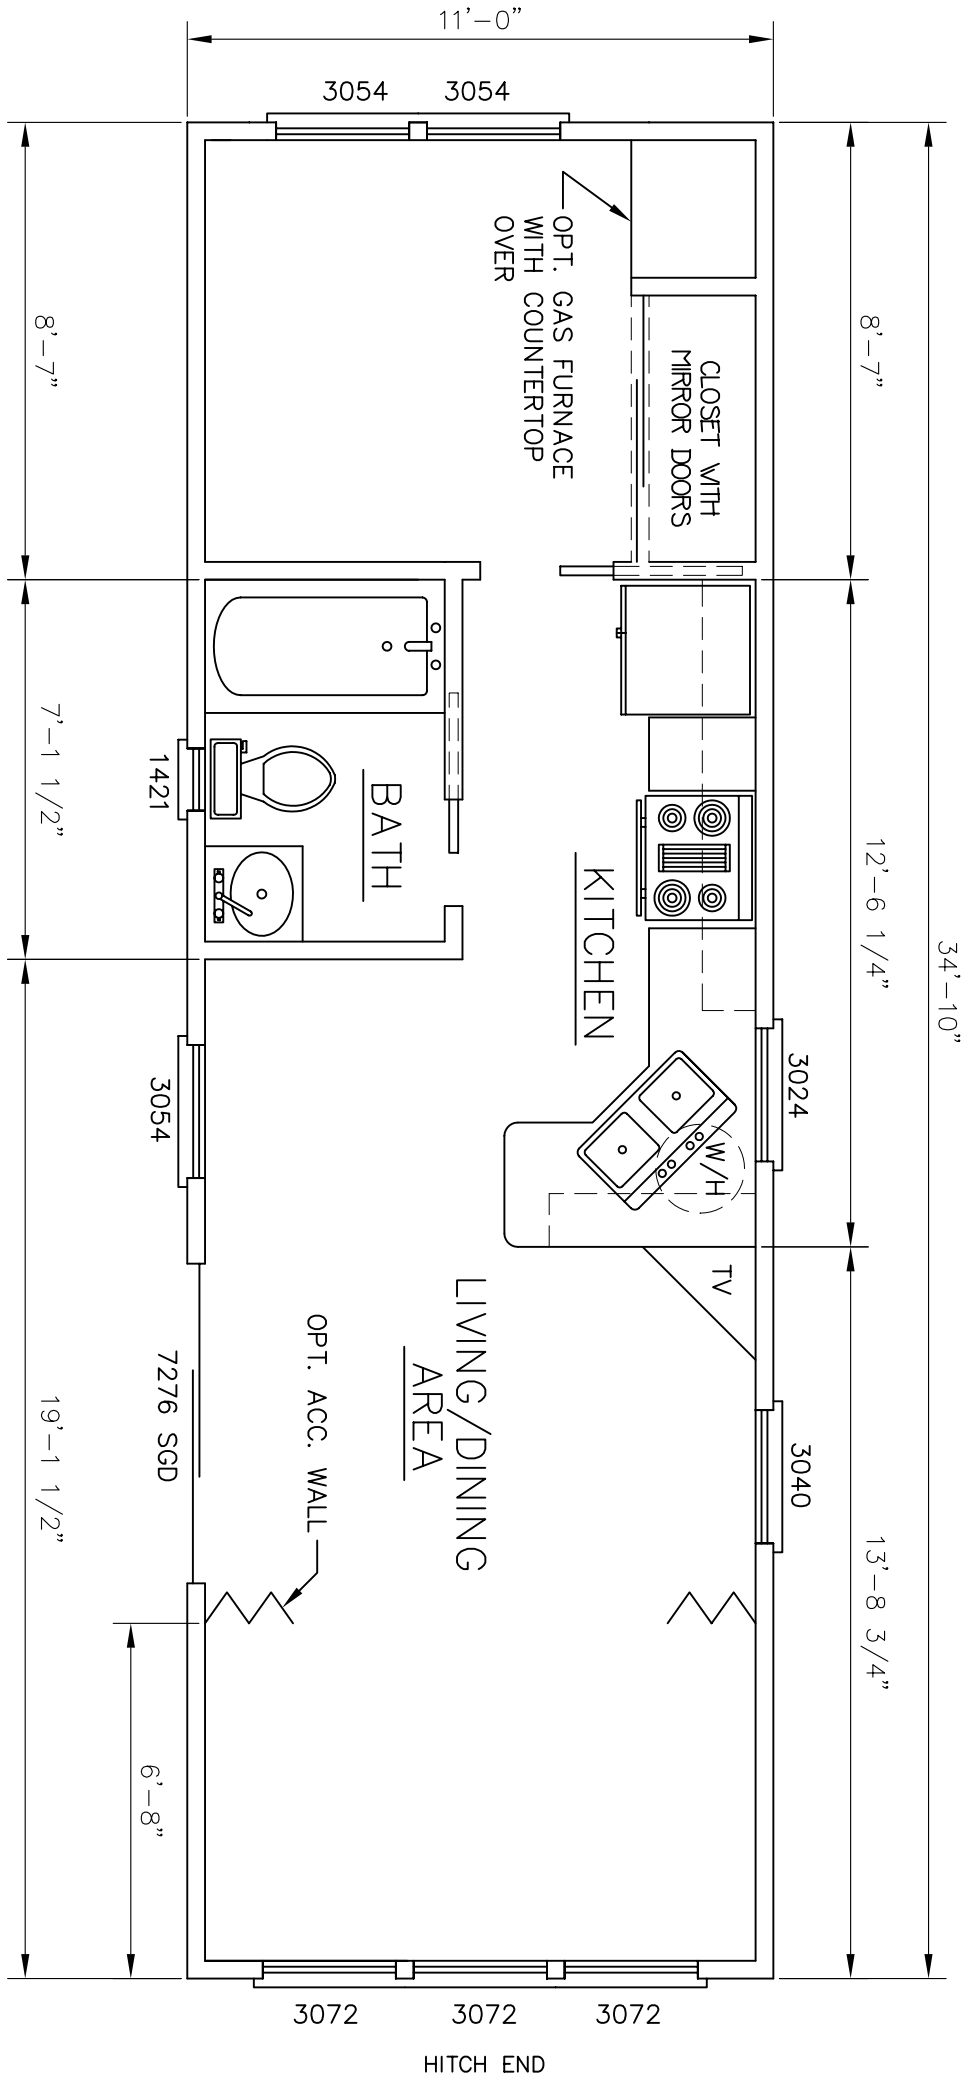 11'-0"
3054 3054
8'-7"
8'-7"
OPT. GAS FURNACE
WITH COUNTERTOP
OVER
CLOSET WITH
MIRROR DOORS
7'-1 1/2"
1421
BATH
KITCHEN
12'-6 1/4"
34'-10"
3054
3024
W/H
TV
LIVING/DINING
AREA
OPT. ACC. WALL
7276 SGD
3040
19'-1 1/2"
13'-8 3/4"
6'-8"
3072 3072 3072
HITCH END